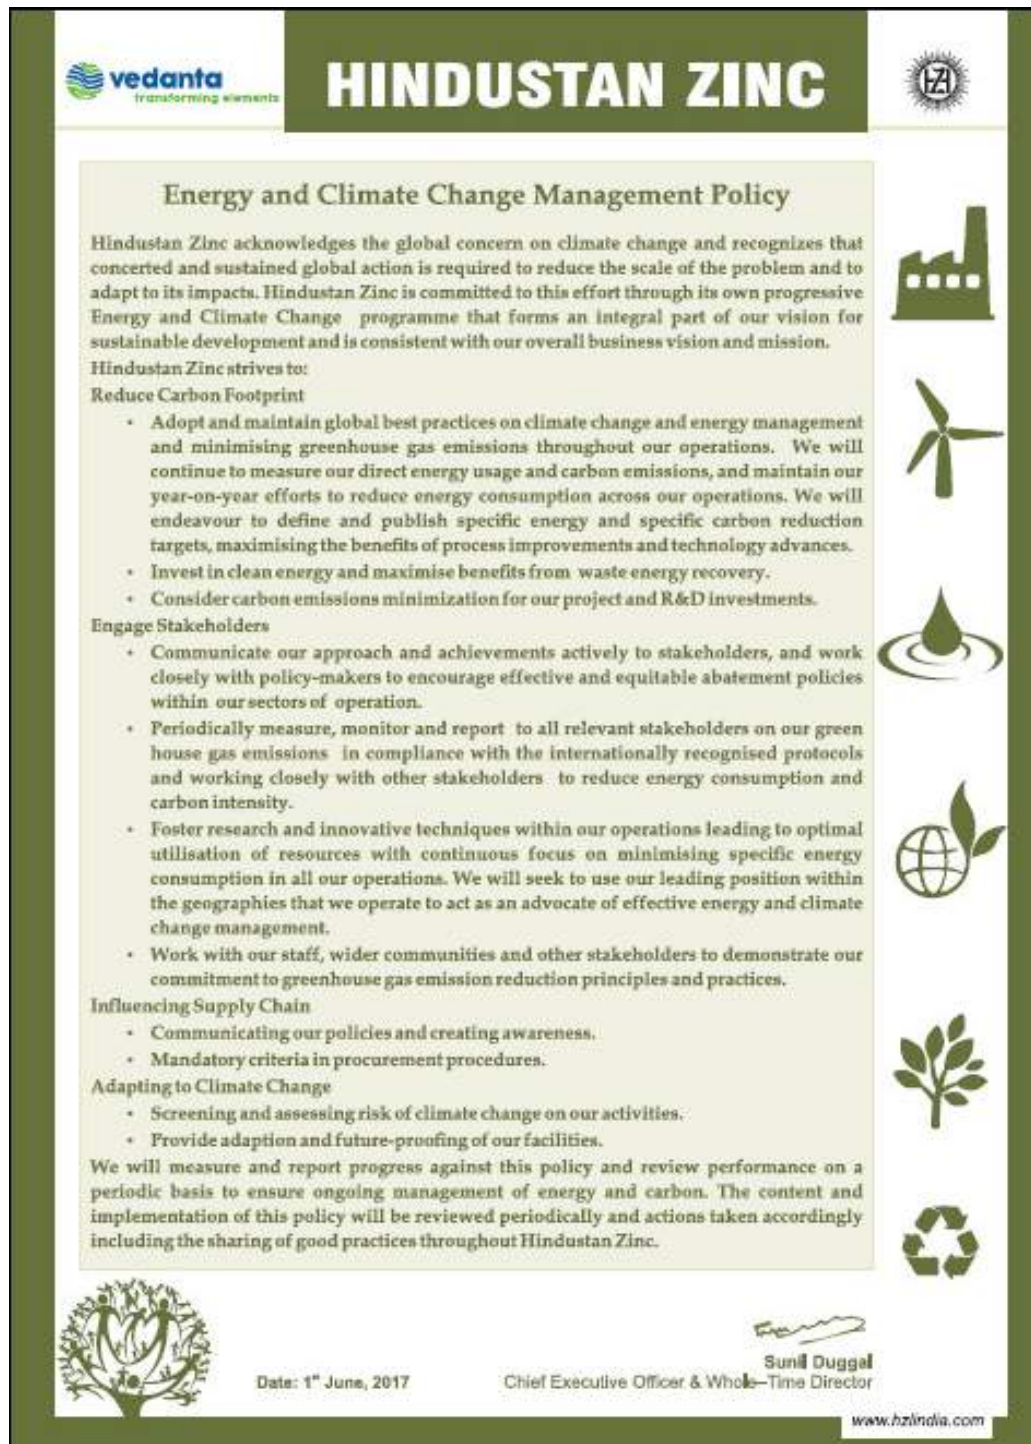 vedanta
transforming elements
HINDUSTAN ZINC
HZL
Energy and Climate Change Management Policy
Hindustan Zinc acknowledges the global concern on climate change and recognizes that
concerted and sustained global action is required to reduce the scale of the problem and to
adapt to its impacts. Hindustan Zinc is committed to this effort through its own progressive
Energy and Climate Change programme that forms an integral part of our vision for
sustainable development and is consistent with our overall business vision and mission.
Hindustan Zinc strives to:
Reduce Carbon Footprint
• Adopt and maintain global best practices on climate change and energy management
and minimising greenhouse gas emissions throughout our operations. We will
continue to measure our direct energy usage and carbon emissions, and maintain our
year-on-year efforts to reduce energy consumption across our operations. We will
endeavour to define and publish specific energy and specific carbon reduction
targets, maximising the benefits of process improvements and technology advances.
• Invest in clean energy and maximise benefits from waste energy recovery.
• Consider carbon emissions minimization for our project and R&D investments.
Engage Stakeholders
• Communicate our approach and achievements actively to stakeholders, and work
closely with policy-makers to encourage effective and equitable abatement policies
within our sectors of operation.
• Periodically measure, monitor and report to all relevant stakeholders on our green
house gas emissions in compliance with the internationally recognised protocols
and working closely with other stakeholders to reduce energy consumption and
carbon intensity.
• Foster research and innovative techniques within our operations leading to optimal
utilisation of resources with continuous focus on minimising specific energy
consumption in all our operations. We will seek to use our leading position within
the geographies that we operate to act as an advocate of effective energy and climate
change management.
• Work with our staff, wider communities and other stakeholders to demonstrate our
commitment to greenhouse gas emission reduction principles and practices.
Influencing Supply Chain
• Communicating our policies and creating awareness.
• Mandatory criteria in procurement procedures.
Adapting to Climate Change
• Screening and assessing risk of climate change on our activities.
• Provide adaption and future-proofing of our facilities.
We will measure and report progress against this policy and review performance on a
periodic basis to ensure ongoing management of energy and carbon. The content and
implementation of this policy will be reviewed periodically and actions taken accordingly
including the sharing of good practices throughout Hindustan Zinc.
Sunil Duggal
Date: 1st June, 2017
Chief Executive Officer & Whole–Time Director
www.hzlindia.com